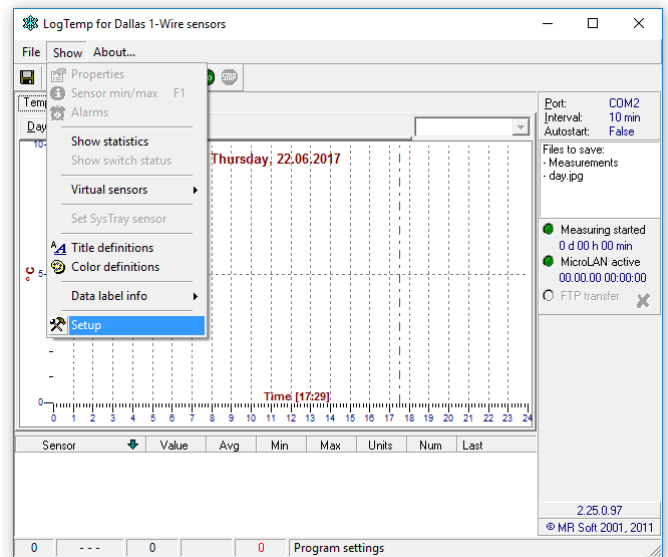 LogTemp for Dallas 1-Wire sensors
File Show About...
Properties
Sensor min/max F1
Alarms
Show statistics
Show switch status
Virtual sensors
Set SysTray sensor
Title definitions
Color definitions
Data label info
Setup
STOP
Temp
Day
Thursday, 22.06.2017
10
°C
5
0
Time [17:29]
0 1 2 3 4 5 6 7 8 9 10 11 12 13 14 15 16 17 18 19 20 21 22 23 24
Port: COM2
Interval: 10 min
Autostart: False
Files to save:
- Measurements
- day.jpg
Measuring started
0 d 00 h 00 min
MicroLAN active
00.00.00 00:00:00
FTP transfer
Sensor Value Avg Min Max Units Num Last
2.25.0.97
© MR Soft 2001, 2011
0 - - - 0 0 Program settings